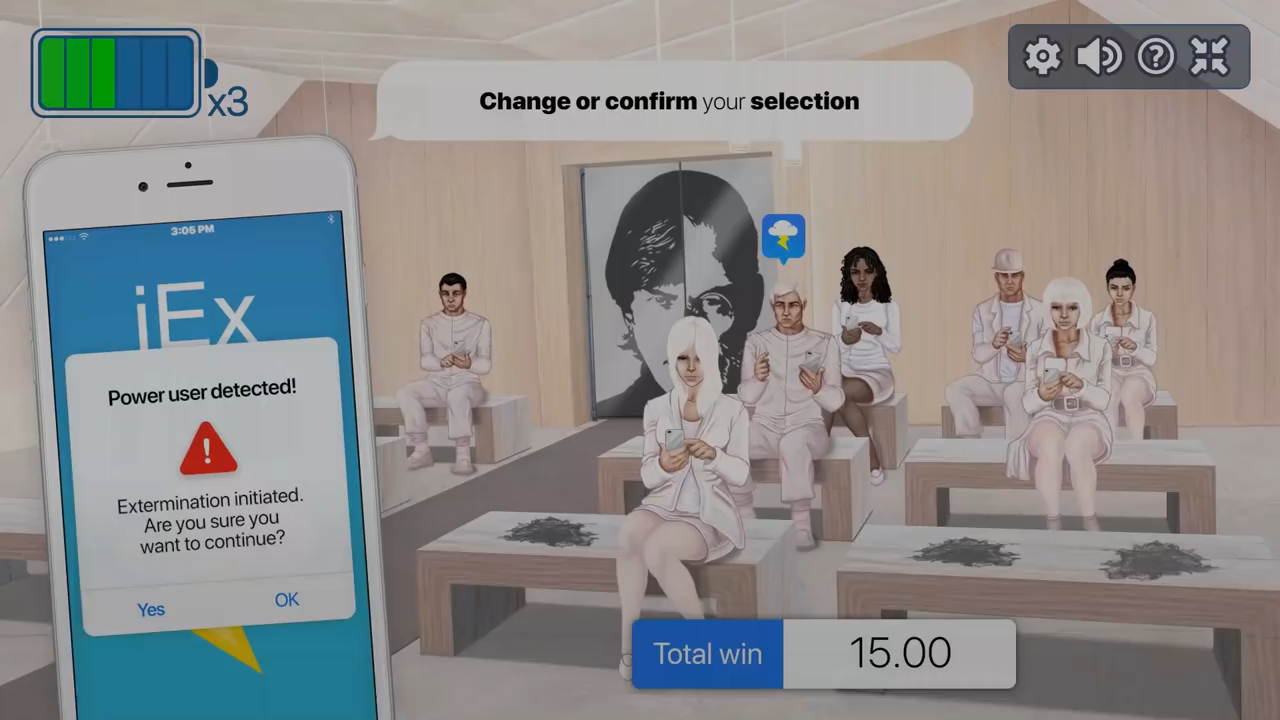 x3
Change or confirm your selection
3:05 PM
iEx
Power user detected!
!
Extermination initiated.
Are you sure you
want to continue?
Yes OK
Total win 15.00
?